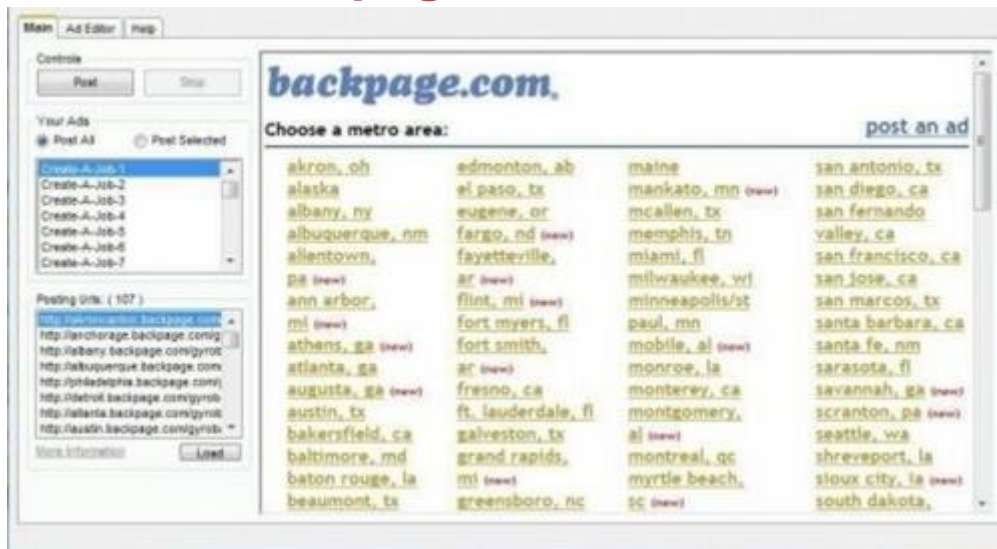 Main Ad Editor Help
Controls
Post Stop
Your Ads
Post All Post Selected
Create-A-Job-1
Create-A-Job-2
Create-A-Job-3
Create-A-Job-4
Create-A-Job-5
Create-A-Job-6
Create-A-Job-7
Posting Urls: ( 107 )
http://anchorage.backpage.com/g
http://albany.backpage.com/gyrob
http://albuquerque.backpage.com
http://philadelphia.backpage.com/
http://detroit.backpage.com/gyrob
http://atlanta.backpage.com/gyrob
http://austin.backpage.com/gyrob
More Information Load
backpage.com
Choose a metro area: post an ad
akron, oh
alaska
albany, ny
albuquerque, nm
allentown,
pa (new)
ann arbor,
mi (new)
athens, ga (new)
atlanta, ga
augusta, ga (new)
austin, tx
bakersfield, ca
baltimore, md
baton rouge, la
beaumont, tx
edmonton, ab
el paso, tx
eugene, or
fargo, nd (new)
fayetteville,
ar (new)
flint, mi (new)
fort myers, fl
fort smith,
ar (new)
fresno, ca
ft. lauderdale, fl
galveston, tx
grand rapids,
mi (new)
greensboro, nc
maine
mankato, mn (new)
mcallen, tx
memphis, tn
miami, fl
milwaukee, wi
minneapolis/st
paul, mn
mobile, al (new)
monroe, la
monterey, ca
montgomery,
al (new)
montreal, qc
myrtle beach,
sc (new)
san antonio, tx
san diego, ca
san fernando
valley, ca
san francisco, ca
san jose, ca
san marcos, tx
santa barbara, ca
santa fe, nm
sarasota, fl
savannah, ga (new)
scranton, pa (new)
seattle, wa
shreveport, la
sioux city, ia (new)
south dakota,